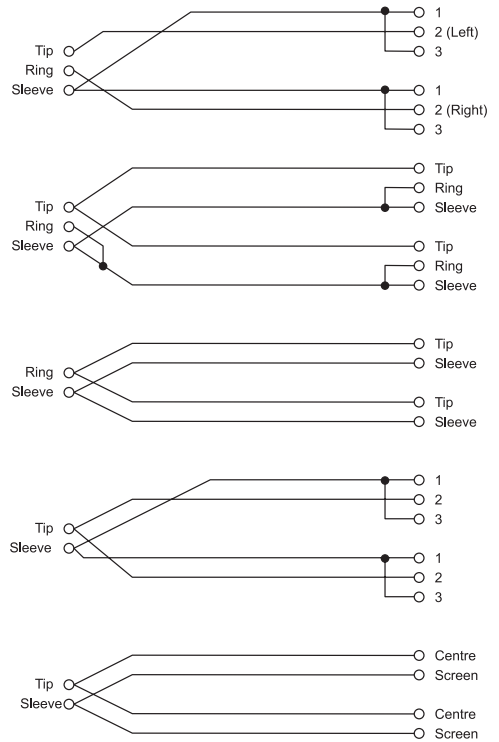 1
2 (Left)
Tip
3
Ring
Sleeve
1
2 (Right)
3
Tip
Ring
Tip
Sleeve
Ring
Sleeve
Tip
Ring
Sleeve
Tip
Ring
Sleeve
Sleeve
Tip
Sleeve
1
2
3
Tip
Sleeve
1
2
3
Centre
Screen
Tip
Sleeve
Centre
Screen